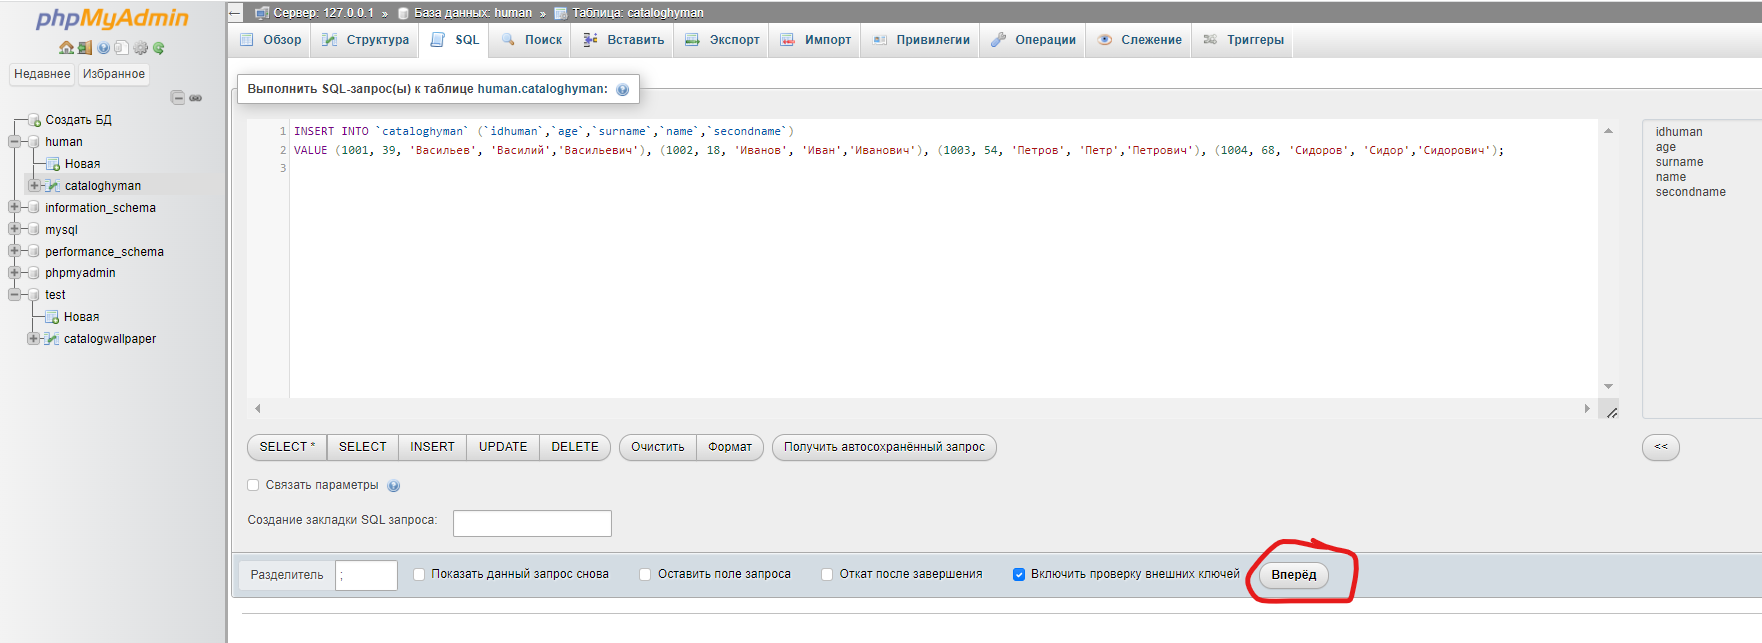 phpMyAdmin
Недавнее Избранное
Создать БД
human
Новая
cataloghyman
information_schema
mysql
performance_schema
phpmyadmin
test
Новая
catalogwallpaper
Сервер: 127.0.0.1 » База данных: human » Таблица: cataloghyman
Обзор Структура SQL Поиск Вставить Экспорт Импорт Привилегии Операции Слежение Триггеры
Выполнить SQL-запрос(ы) к таблице human.cataloghyman:
1 INSERT INTO `cataloghyman` (`idhuman`,`age`,`surname`,`name`,`secondname`)
2 VALUE (1001, 39, 'Васильев', 'Василий','Васильевич'), (1002, 18, 'Иванов', 'Иван','Иванович'), (1003, 54, 'Петров', 'Петр','Петрович'), (1004, 68, 'Сидоров', 'Сидор','Сидорович');
3
idhuman
age
surname
name
secondname
SELECT * SELECT INSERT UPDATE DELETE Очистить Формат Получить автосохранённый запрос <<
Связать параметры
Создание закладки SQL запроса:
Разделитель ; Показать данный запрос снова Оставить поле запроса Откат после завершения Включить проверку внешних ключей Вперёд